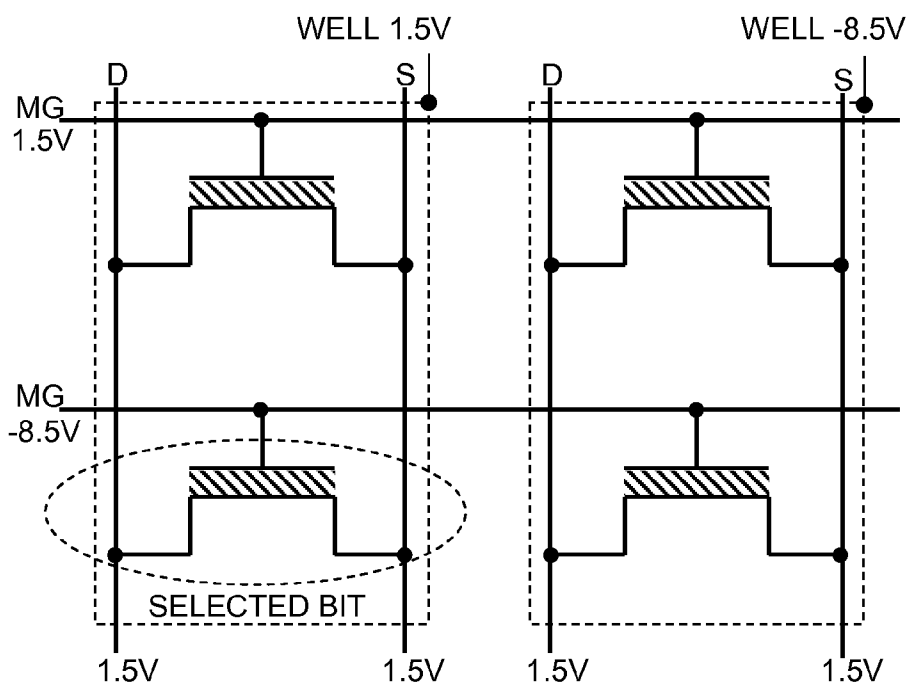 WELL 1.5V
WELL -8.5V
D
S
D
S
MG
1.5V
MG
-8.5V
SELECTED BIT
1.5V
1.5V
1.5V
1.5V